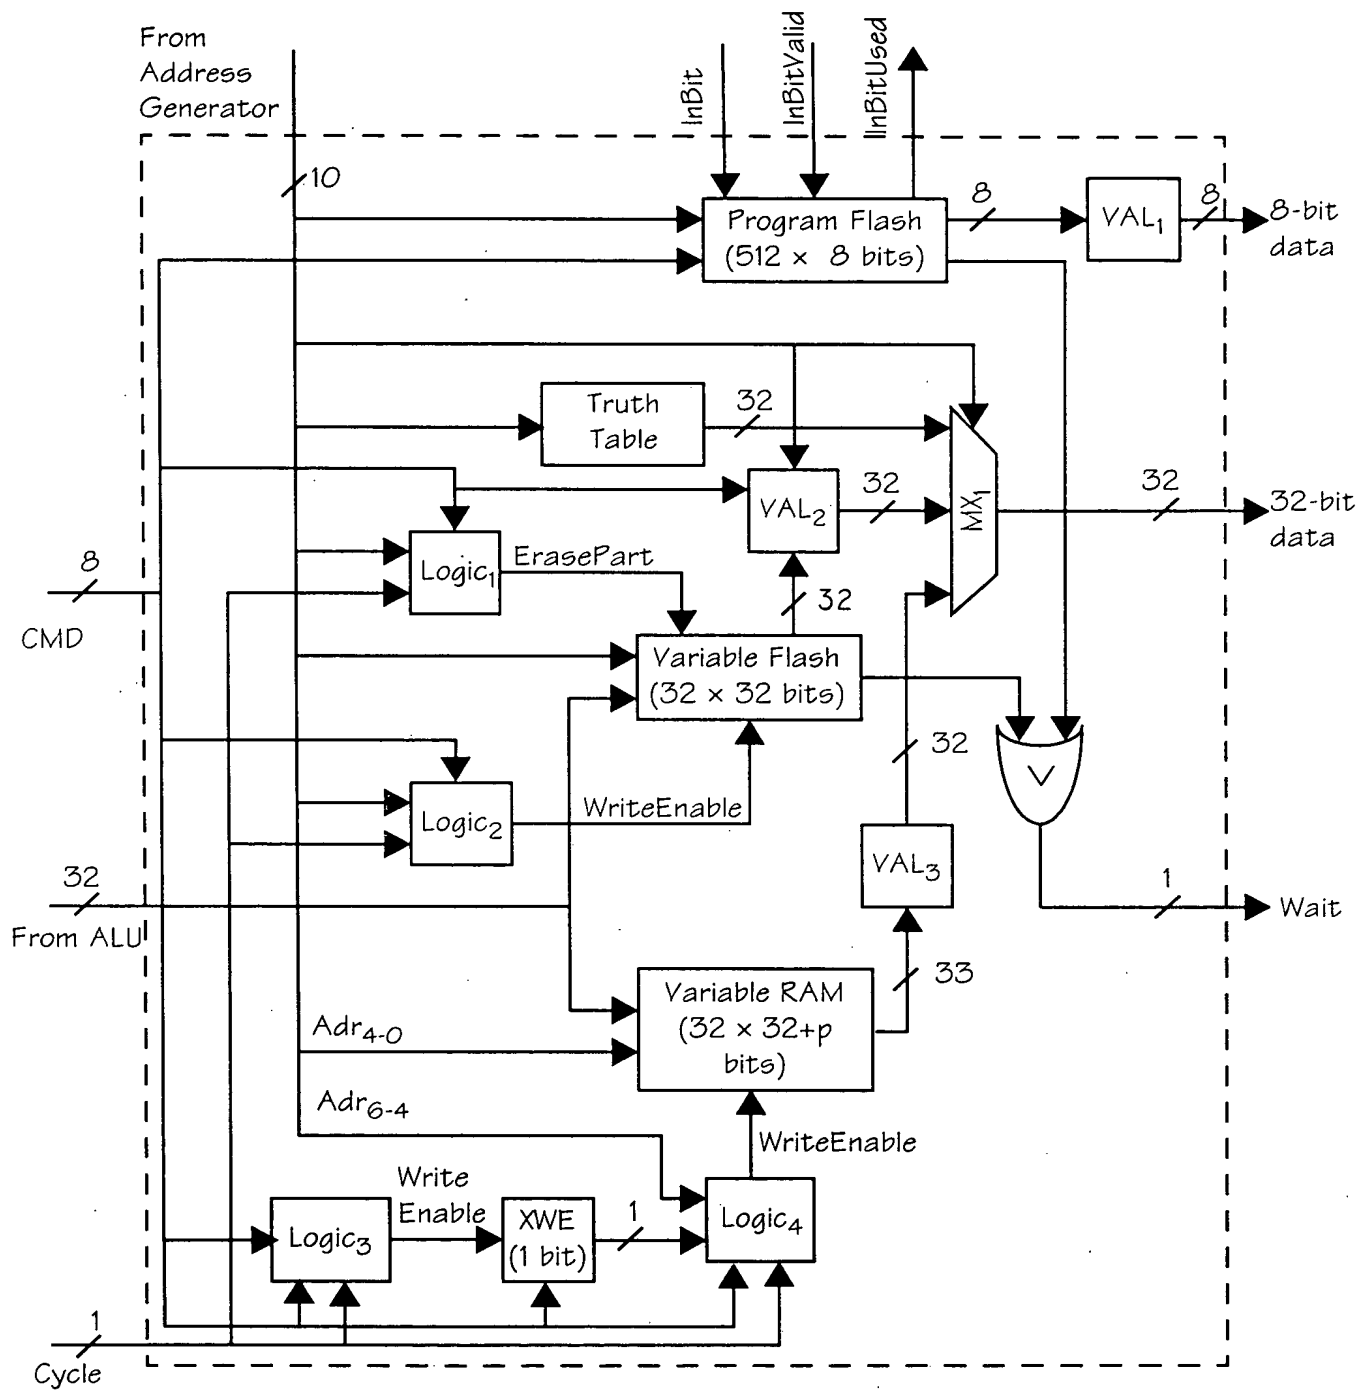 From
Address
Generator
InBit
InBitValid
InBitUsed
10
Program Flash
(512 × 8 bits)
8
VAL1
8
8-bit
data
Truth
Table
32
VAL2
32
MX1
32
32-bit
data
8
CMD
Logic1
ErasePart
32
Variable Flash
(32 × 32 bits)
32
V
Logic2
WriteEnable
VAL3
32
From ALU
1
Wait
33
Variable RAM
(32 × 32+p
bits)
Adr4-0
Adr6-4
WriteEnable
Write
Enable
Logic3
XWE
(1 bit)
1
Logic4
1
Cycle